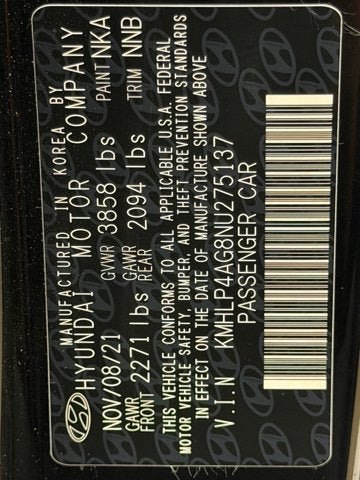 MANUFACTURED IN KOREA BY
HYUNDAI MOTOR COMPANY
NOV/08/21 GVWR 3858 lbs PAINT NKA
GAWR FRONT 2271 lbs GAWR REAR 2094 lbs TRIM NNB
THIS VEHICLE CONFORMS TO ALL APPLICABLE U.S.A. FEDERAL
MOTOR VEHICLE SAFETY, BUMPER, AND THEFT PREVENTION STANDARDS
IN EFFECT ON THE DATE OF MANUFACTURE SHOWN ABOVE
V.I.N KMHLP4AG8NU275137
PASSENGER CAR